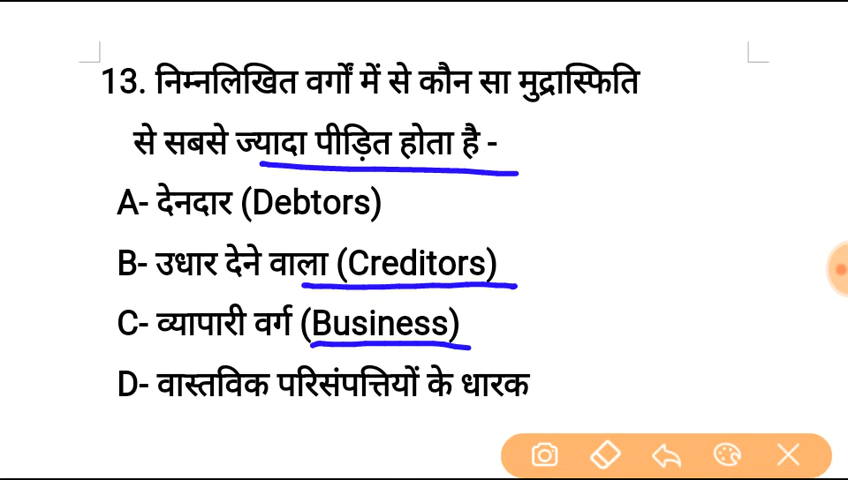 13. निम्नलिखित वर्गों में से कौन सा मुद्रास्फिति
से सबसे ज्यादा पीड़ित होता है -
A- देनदार (Debtors)
B- उधार देने वाला (Creditors)
C- व्यापारी वर्ग (Business)
D- वास्तविक परिसंपत्तियों के धारक